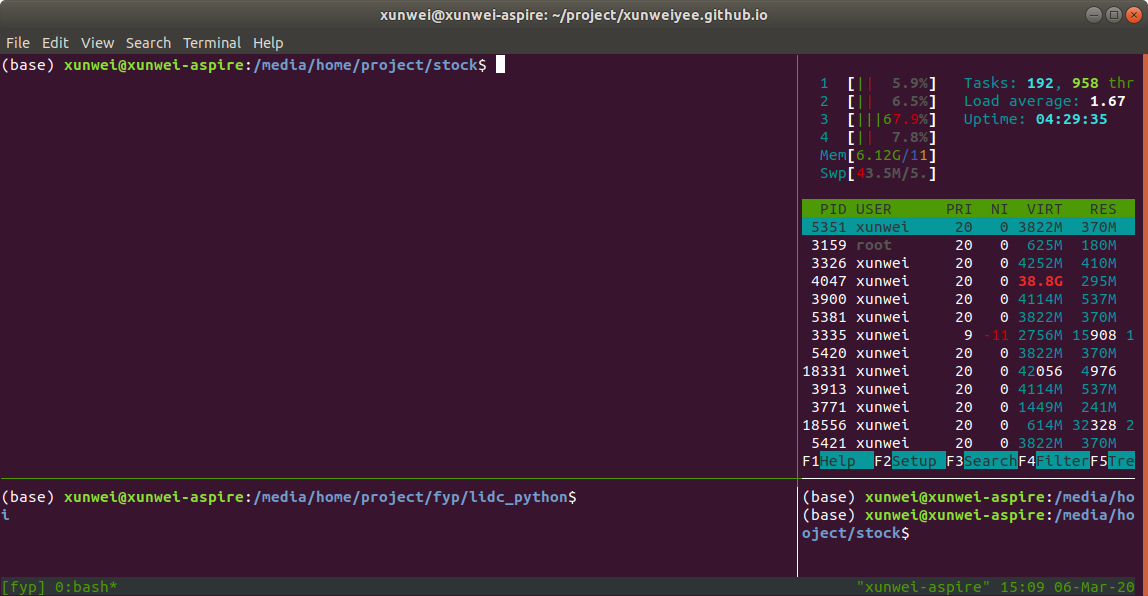 xunwei@xunwei-aspire: ~/project/xunweiyee.github.io
File Edit View Search Terminal Help
(base) xunwei@xunwei-aspire:/media/home/project/stock$
1 [|| 5.9%] Tasks: 192, 958 thr
2 [|| 6.5%] Load average: 1.67
3 [|||67.9%] Uptime: 04:29:35
4 [|| 7.8%]
Mem[6.12G/11]
Swp[43.5M/5.]
PID USER PRI NI VIRT RES
5351 xunwei 20 0 3822M 370M
3159 root 20 0 625M 180M
3326 xunwei 20 0 4252M 410M
4047 xunwei 20 0 38.8G 295M
3900 xunwei 20 0 4114M 537M
5381 xunwei 20 0 3822M 370M
3335 xunwei 9 -11 2756M 15908 1
5420 xunwei 20 0 3822M 370M
18331 xunwei 20 0 42056 4976
3913 xunwei 20 0 4114M 537M
3771 xunwei 20 0 1449M 241M
18556 xunwei 20 0 614M 32328 2
5421 xunwei 20 0 3822M 370M
F1Help F2Setup F3SearchF4FilterF5Tre
(base) xunwei@xunwei-aspire:/media/home/project/fyp/lidc_python$
i
(base) xunwei@xunwei-aspire:/media/ho
(base) xunwei@xunwei-aspire:/media/ho
oject/stock$
[fyp] 0:bash* "xunwei-aspire" 15:09 06-Mar-20